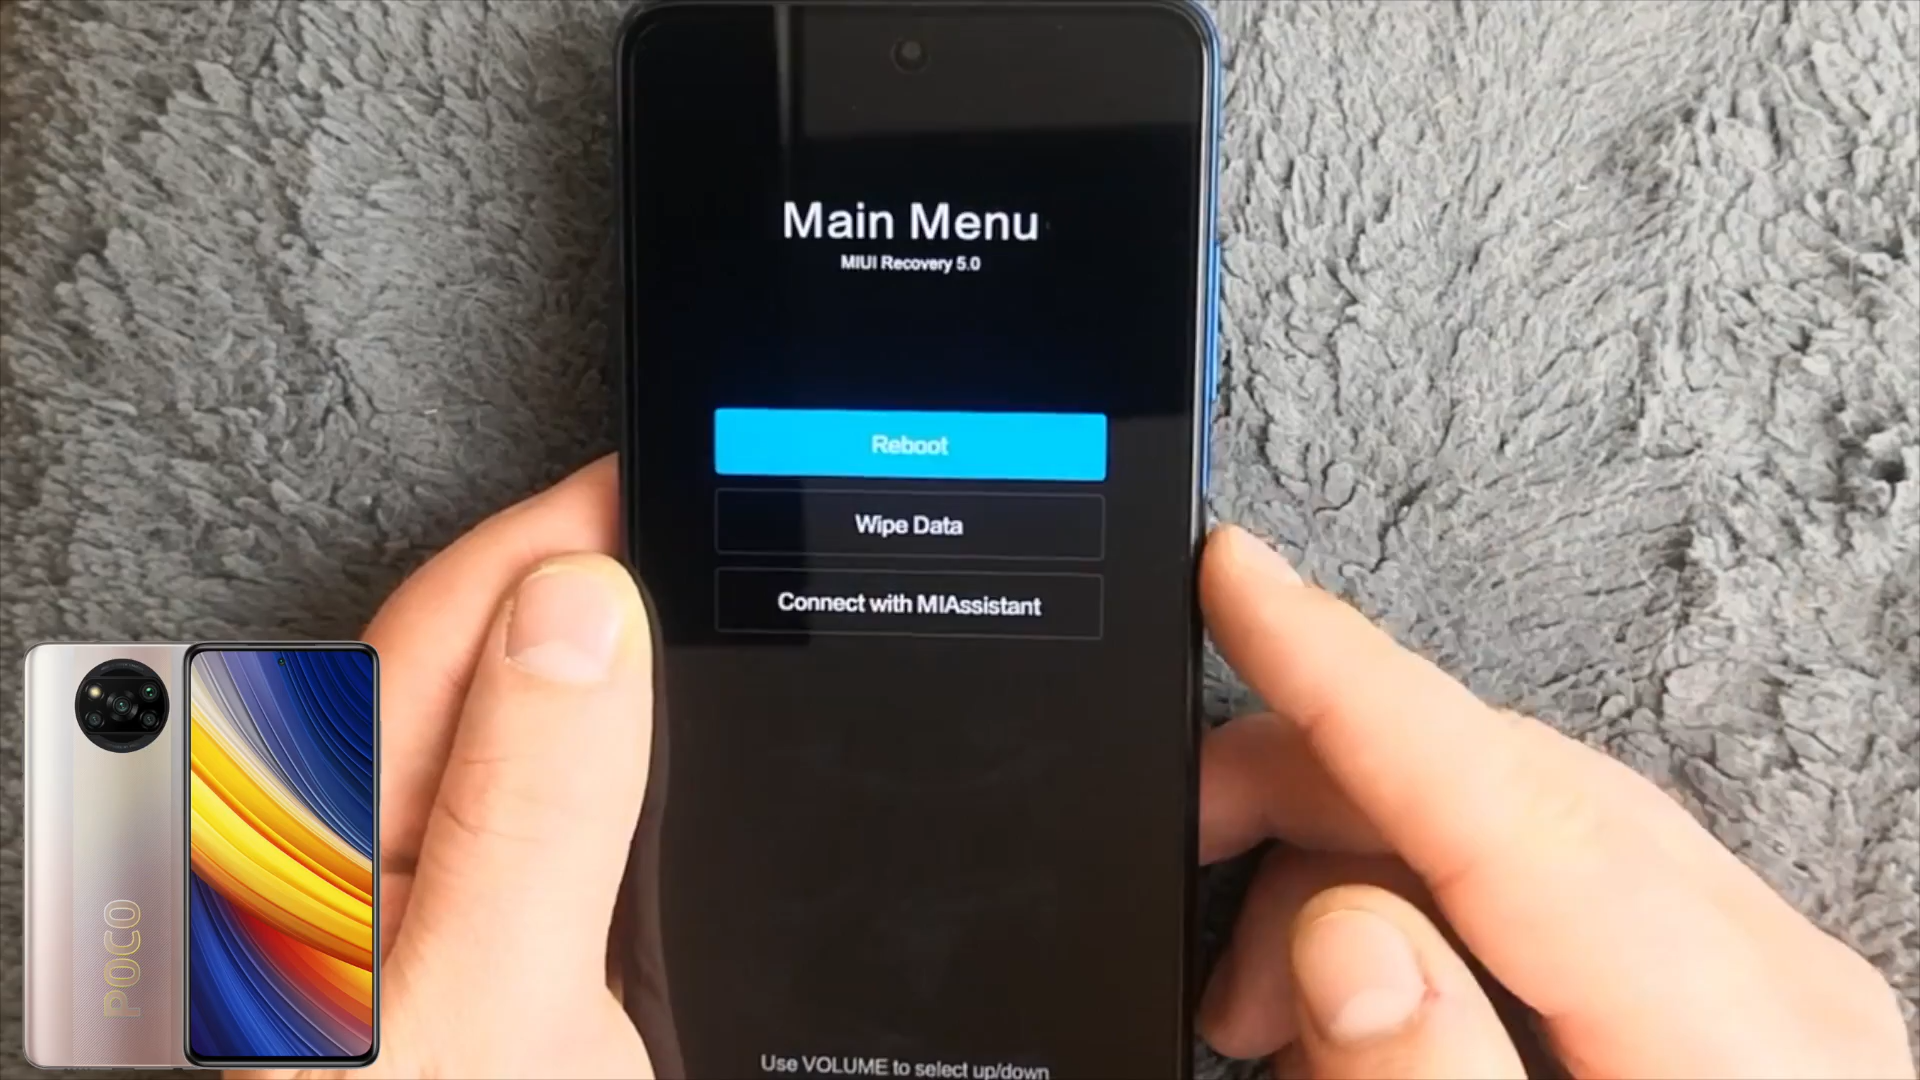 Main Menu
MIUI Recovery 5.0
Reboot
Wipe Data
Connect with MIAssistant
Use VOLUME to select up/down
POCO